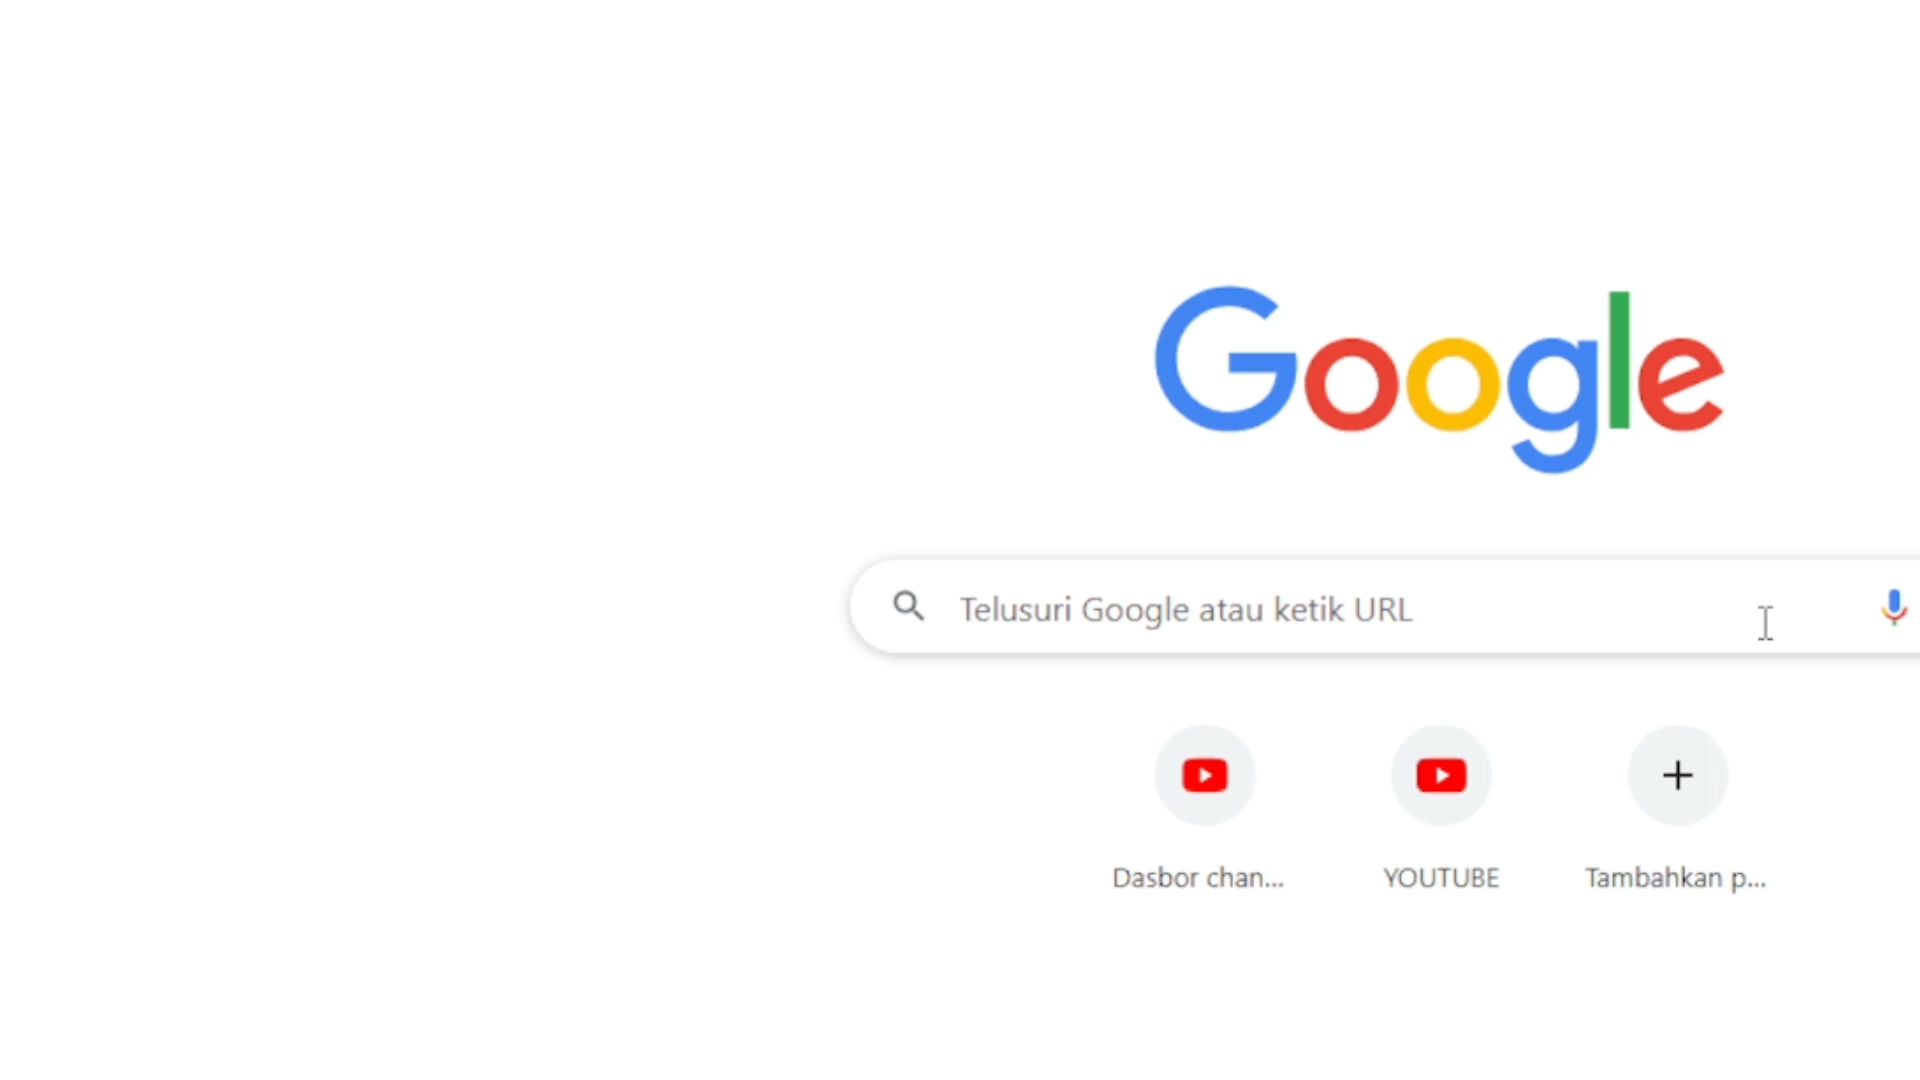 Google
Telusuri Google atau ketik URL
Dasbor chan...
YOUTUBE
Tambahkan p...